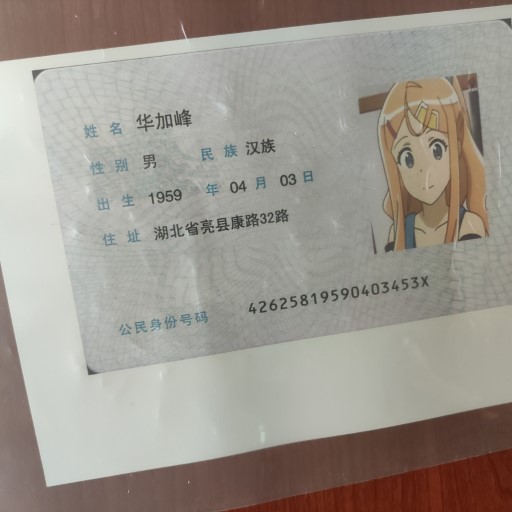 姓名 华加峰
性别 男 民族 汉族
出生 1959 年 04 月 03 日
住址 湖北省亮县康路32路
公民身份号码 42625819590403453X